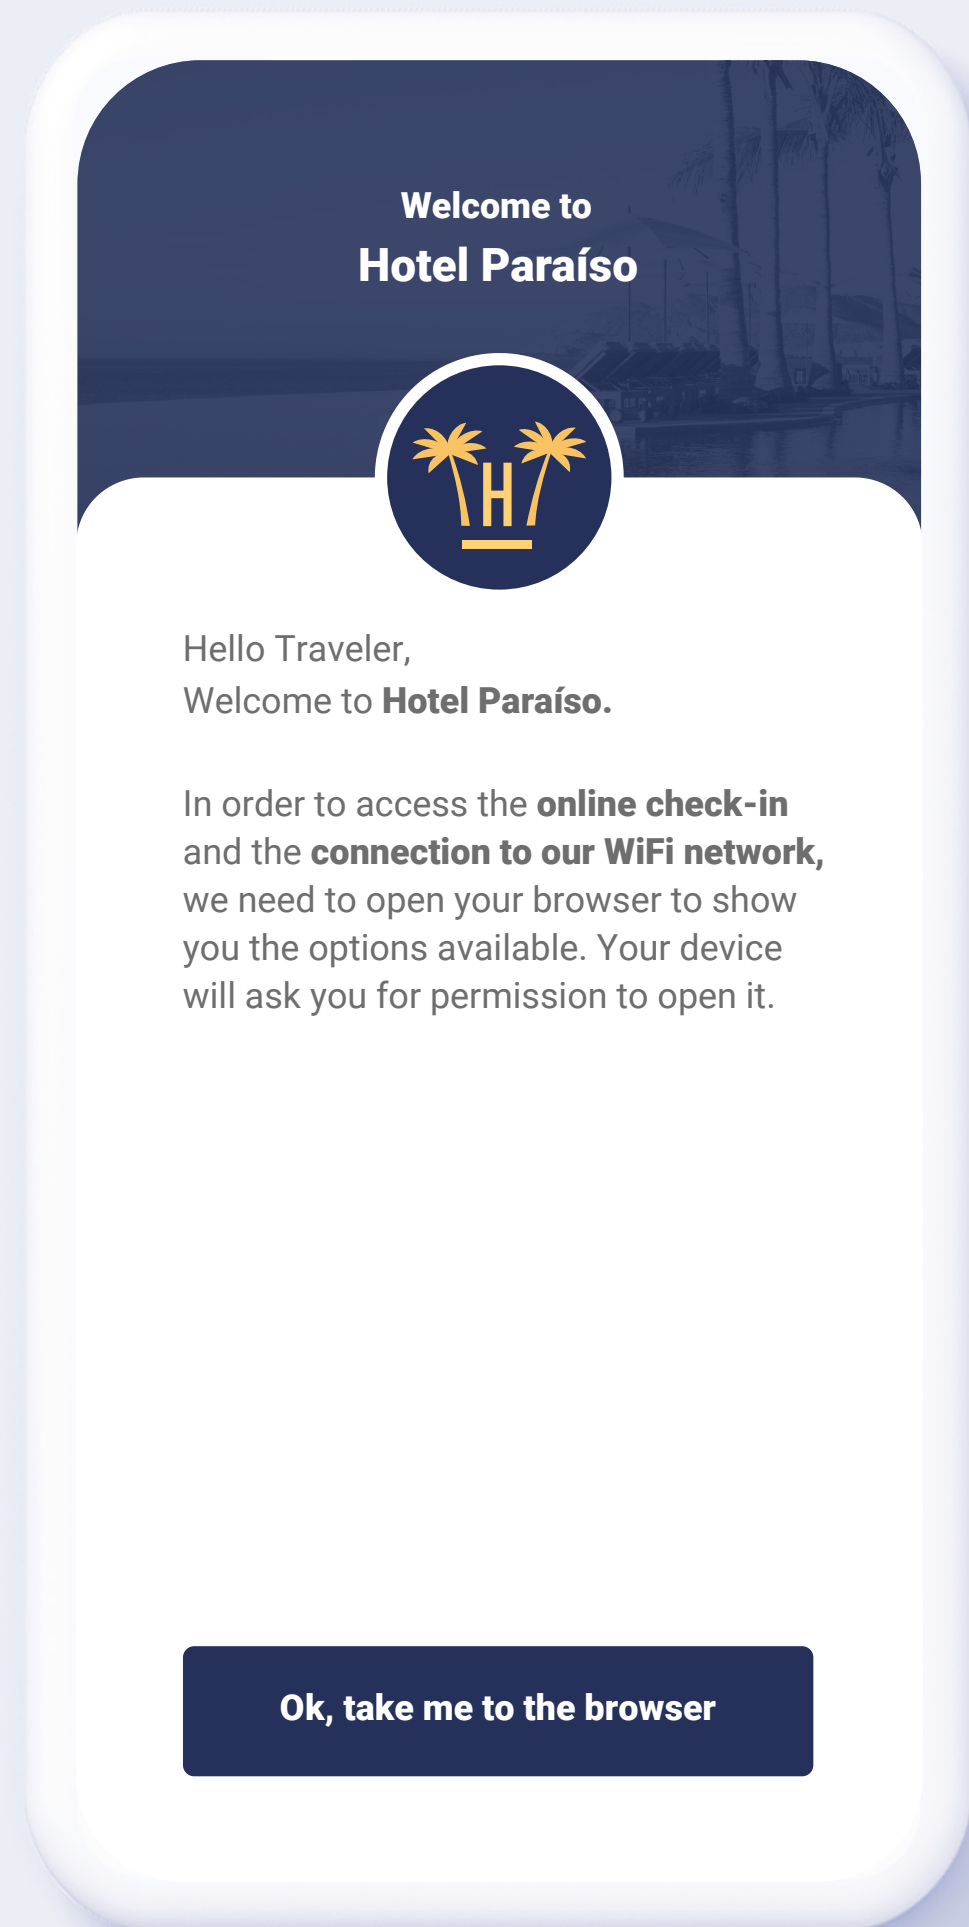 Welcome to
Hotel Paraíso
H
Hello Traveler,
Welcome to Hotel Paraíso.
In order to access the online check-in
and the connection to our WiFi network,
we need to open your browser to show
you the options available. Your device
will ask you for permission to open it.
Ok, take me to the browser